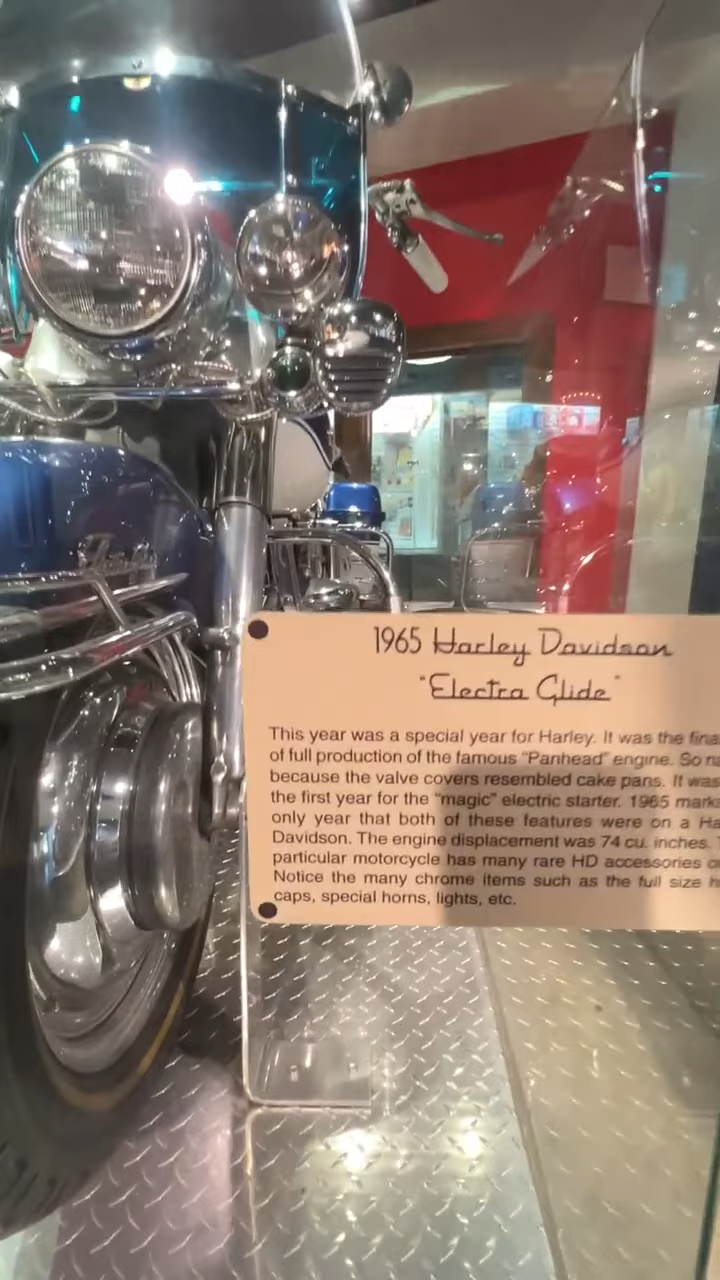 1965 Harley Davidson
"Electra Glide"
This year was a special year for Harley. It was the
of full production of the famous "Panhead" engine. So
because the valve covers resembled cake pans. It was
the first year for the "magic" electric starter. 1965
only year that both of these features were on a
Davidson. The engine displacement was 74 cu. inches.
particular motorcycle has many rare HD accessories
Notice the many chrome items such as the full size
caps, special horns, lights, etc.